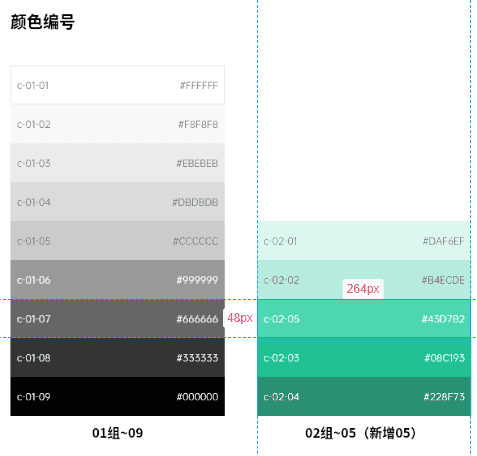 颜色编号
c-01-01 #FFFFFF
c-01-02 #F8F8F8
c-01-03 #EBEBEB
c-01-04 #DBDBDB
c-01-05 #CCCCCC
c-01-06 #999999
c-01-07 #666666
c-01-08 #333333
c-01-09 #000000
01组~09
48px
c-02-01 #DAF6EF
c-02-02 #B4ECDE
264px
c-02-05 #43D7B2
c-02-03 #08C193
c-02-04 #228F73
02组~05（新增05）